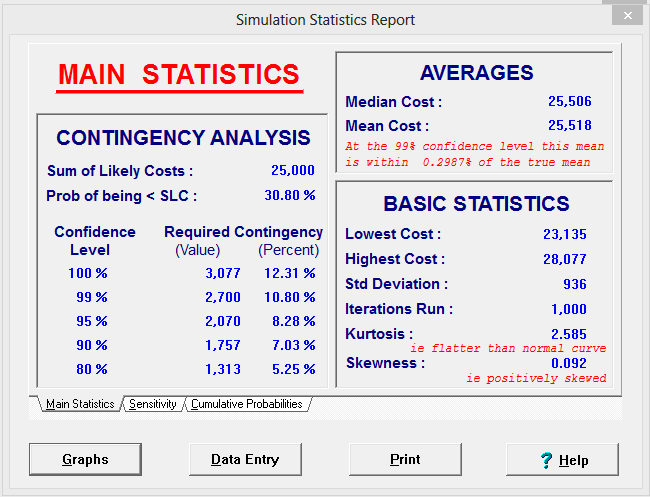 Simulation Statistics Report
×
MAIN STATISTICS
CONTINGENCY ANALYSIS
Sum of Likely Costs : 25,000
Prob of being < SLC : 30.80 %
Confidence Level Required Contingency
(Value) (Percent)
100 % 3,077 12.31 %
99 % 2,700 10.80 %
95 % 2,070 8.28 %
90 % 1,757 7.03 %
80 % 1,313 5.25 %
AVERAGES
Median Cost : 25,506
Mean Cost : 25,518
At the 99% confidence level this mean
is within 0.2987% of the true mean
BASIC STATISTICS
Lowest Cost : 23,135
Highest Cost : 28,077
Std Deviation : 936
Iterations Run : 1,000
Kurtosis : 2.585
ie flatter than normal curve
Skewness : 0.092
ie positively skewed
Main Statistics Sensitivity Cumulative Probabilities
Graphs Data Entry Print ? Help